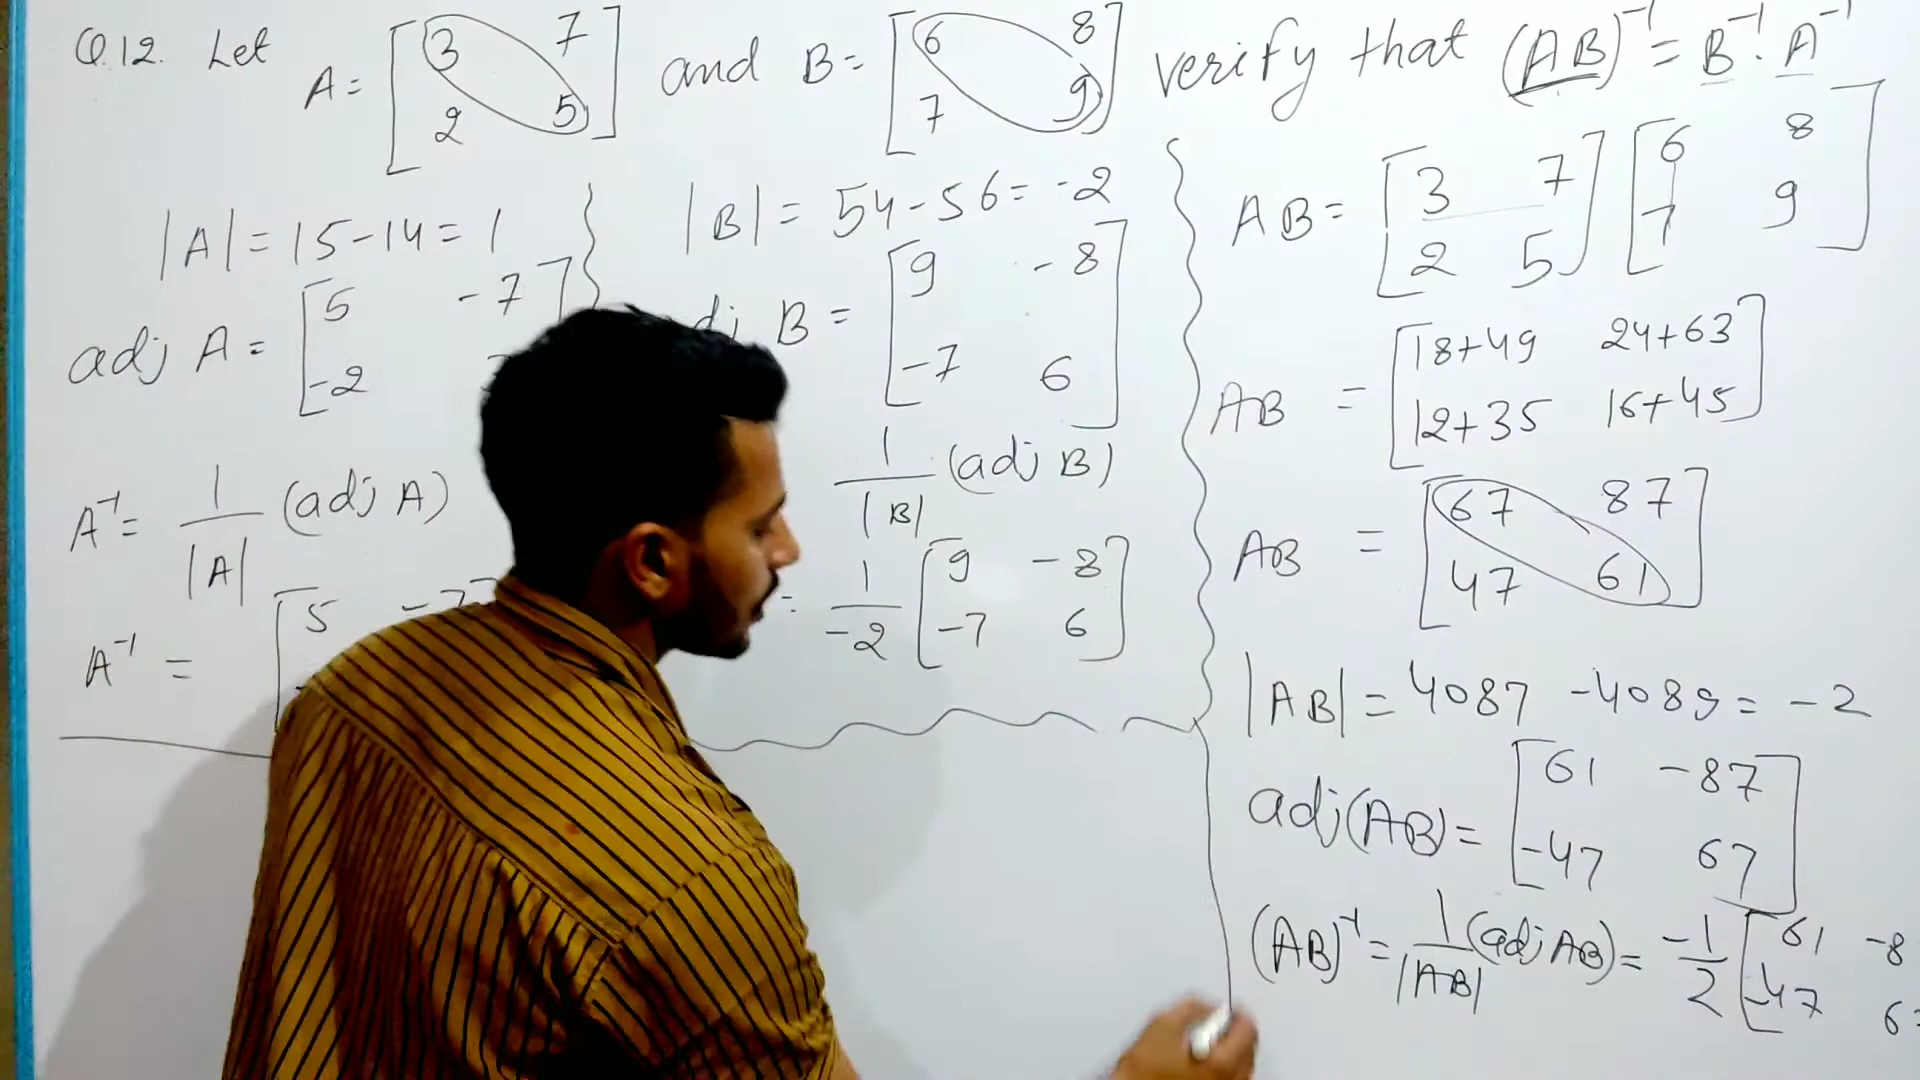 Q.12. Let A = [3 7 2 5] and B = [6 8 7 9] verify that (AB)⁻¹ = B⁻¹. A⁻¹
|A| = 15-14 = 1
adj A = [5 -7 -2
A⁻¹ = 1/|A| (adj A)
A⁻¹ = [5 -7
|B| = 54-56 = -2
B = [9 -8 -7 6]
1/|B| (adj B)
= 1/-2 [9 -8 -7 6]
AB = [3 7 2 5] [6 8 7 9]
AB = [18+49 24+63 12+35 16+45]
AB = [67 87 47 61]
|AB| = 4087 - 4089 = -2
adj(AB) = [61 -87 -47 67]
(AB)⁻¹ = 1/|AB| (adj AB) = -1/2 [61 -8 -47 6